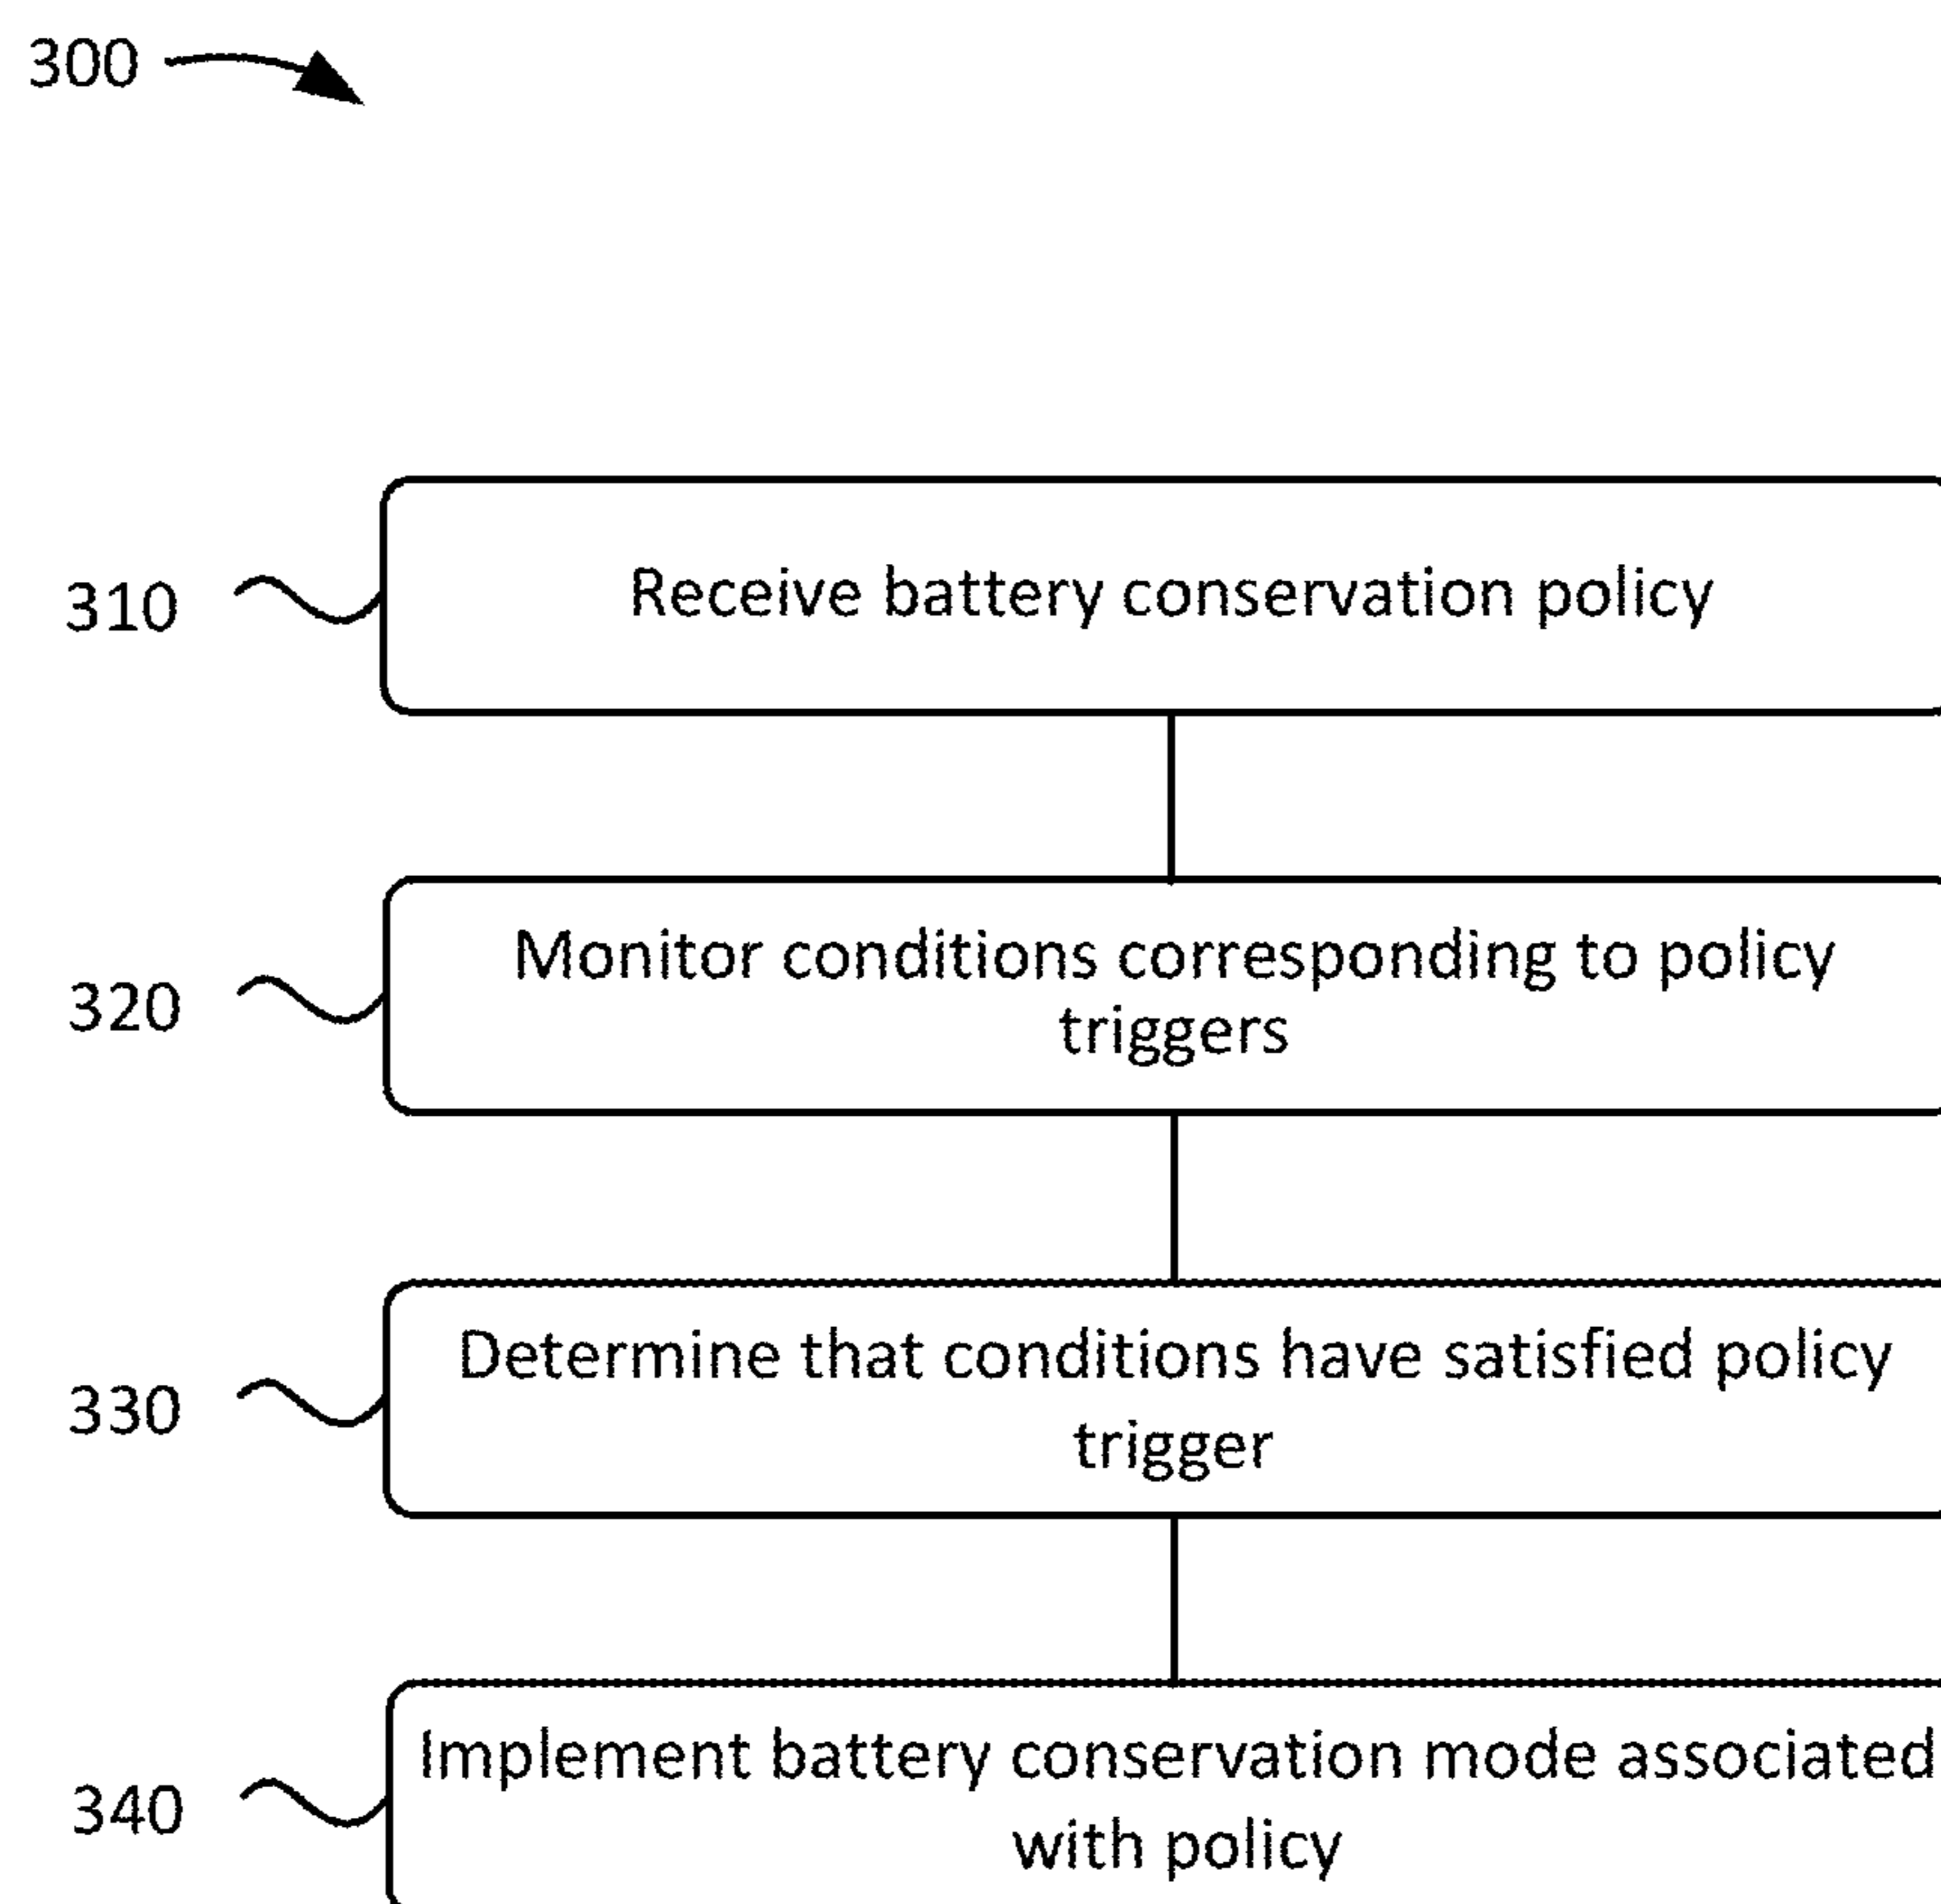 300
310
Receive battery conservation policy
320
Monitor conditions corresponding to policy
triggers
330
Determine that conditions have satisfied policy
trigger
340
Implement battery conservation mode associated
with policy